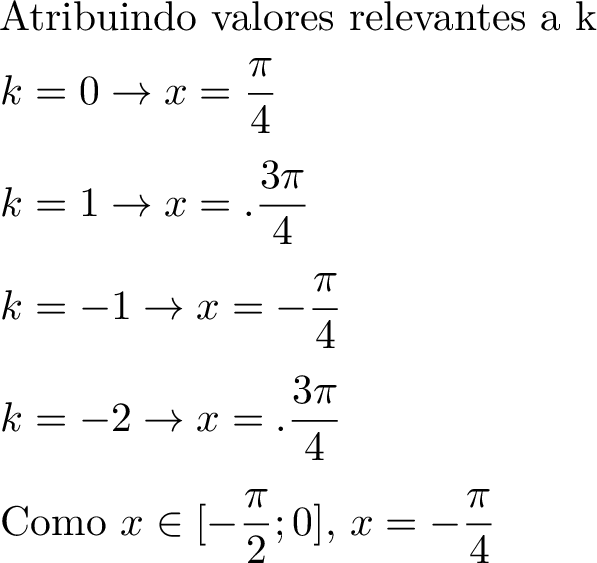 Atribuindo valores relevantes a k
k = 0 → x = π/4
k = 1 → x = .3π/4
k = −1 → x = −π/4
k = −2 → x = .3π/4
Como x ∈ [−π/2; 0], x = −π/4